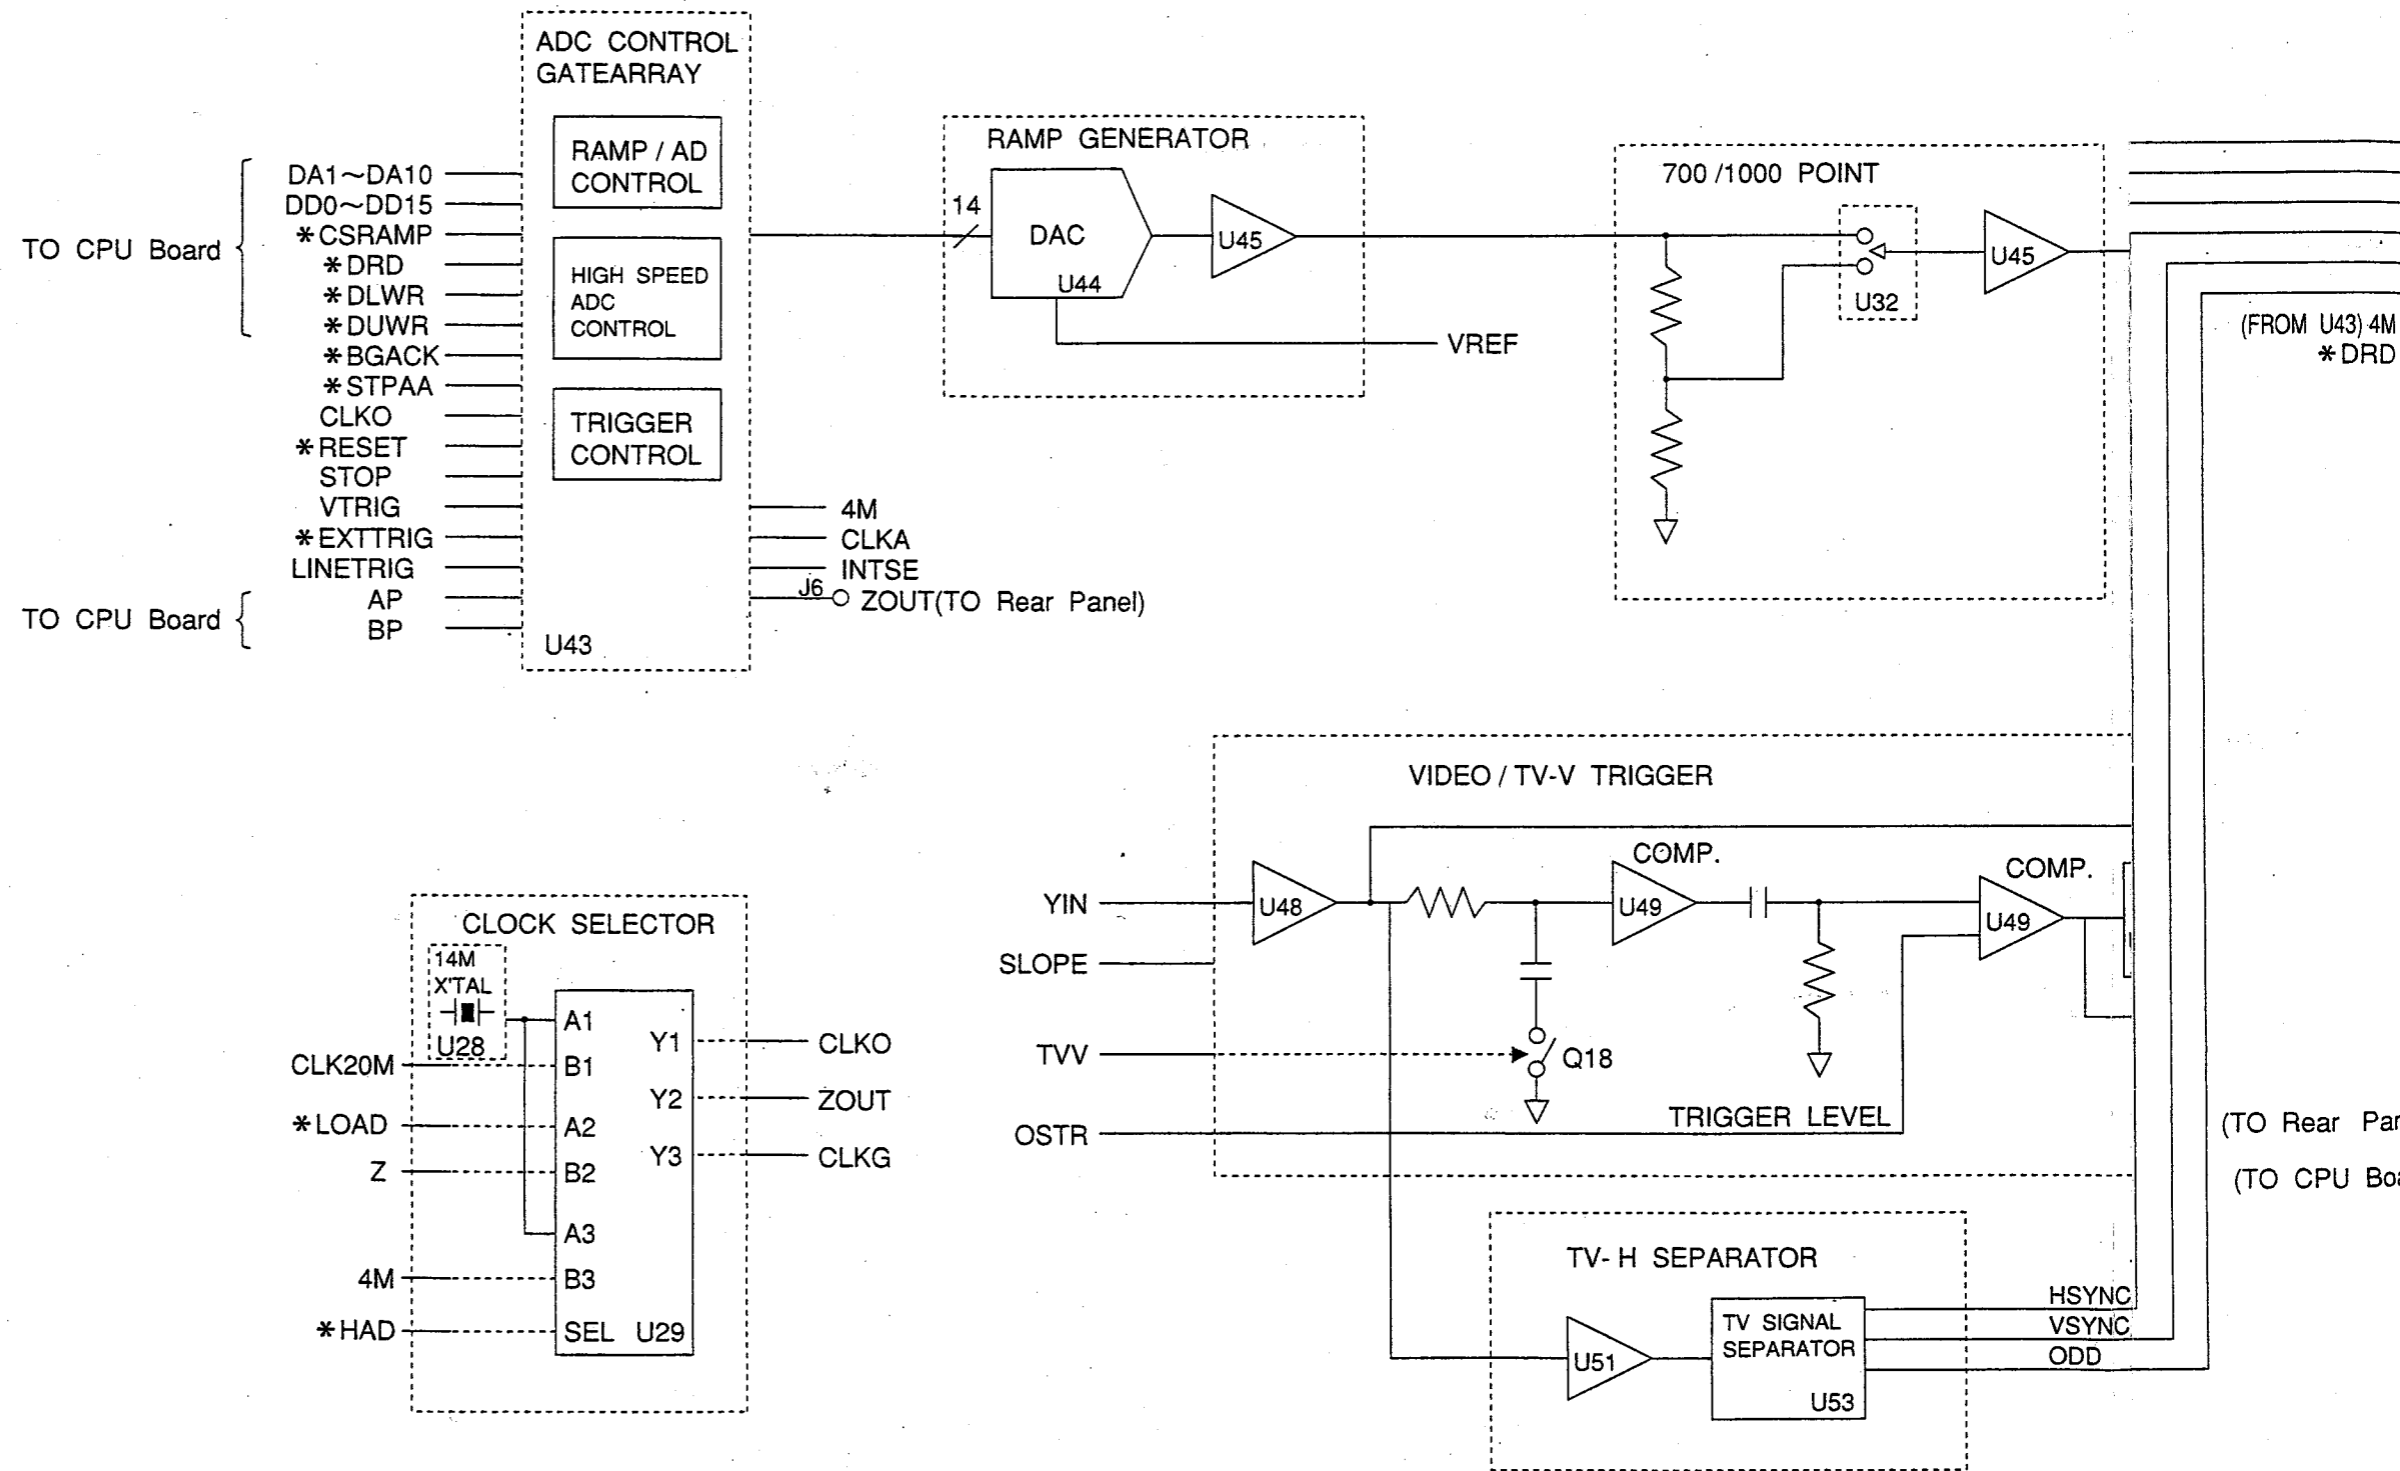 ADC CONTROL
GATEARRAY
RAMP / AD
CONTROL
HIGH SPEED
ADC
CONTROL
TRIGGER
CONTROL
U43
TO CPU Board
DA1~DA10
DD0~DD15
*CSRAMP
*DRD
*DLWR
*DUWR
*BGACK
*STPAA
CLKO
*RESET
STOP
VTRIG
*EXTTRIG
LINETRIG
TO CPU Board
AP
BP
4M
CLKA
INTSE
J6
ZOUT(TO Rear Panel)
RAMP GENERATOR
14
DAC
U44
U45
VREF
700 /1000 POINT
U32
U45
(FROM U43) 4M
*DRD
CLOCK SELECTOR
14M
X'TAL
U28
CLK20M
*LOAD
Z
4M
*HAD
A1
B1
A2
B2
A3
B3
SEL U29
Y1
Y2
Y3
CLKO
ZOUT
CLKG
VIDEO / TV-V TRIGGER
YIN
SLOPE
TVV
OSTR
U48
COMP.
U49
COMP.
U49
Q18
TRIGGER LEVEL
TV- H SEPARATOR
U51
TV SIGNAL
SEPARATOR
U53
HSYNC
VSYNC
ODD
(TO Rear
(TO CPU